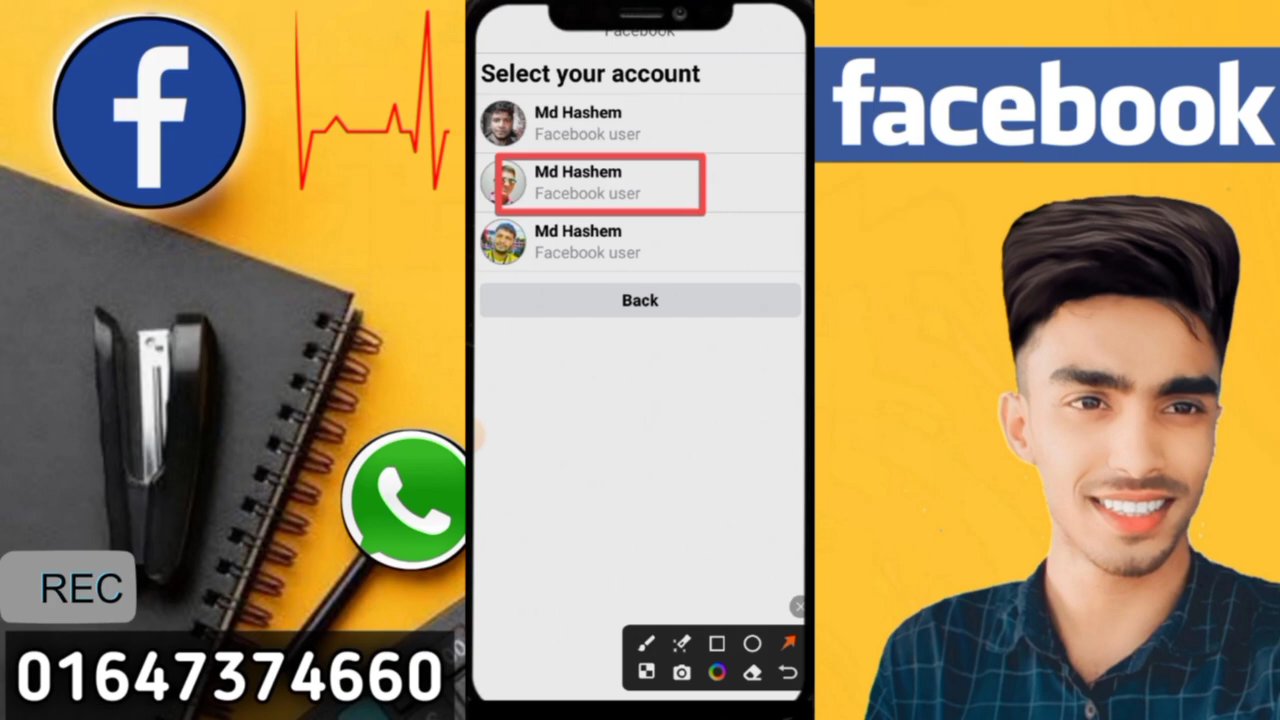 f
REC
01647374660
Facebook
Select your account
Md Hashem
Facebook user
Md Hashem
Facebook user
Md Hashem
Facebook user
Back
facebook